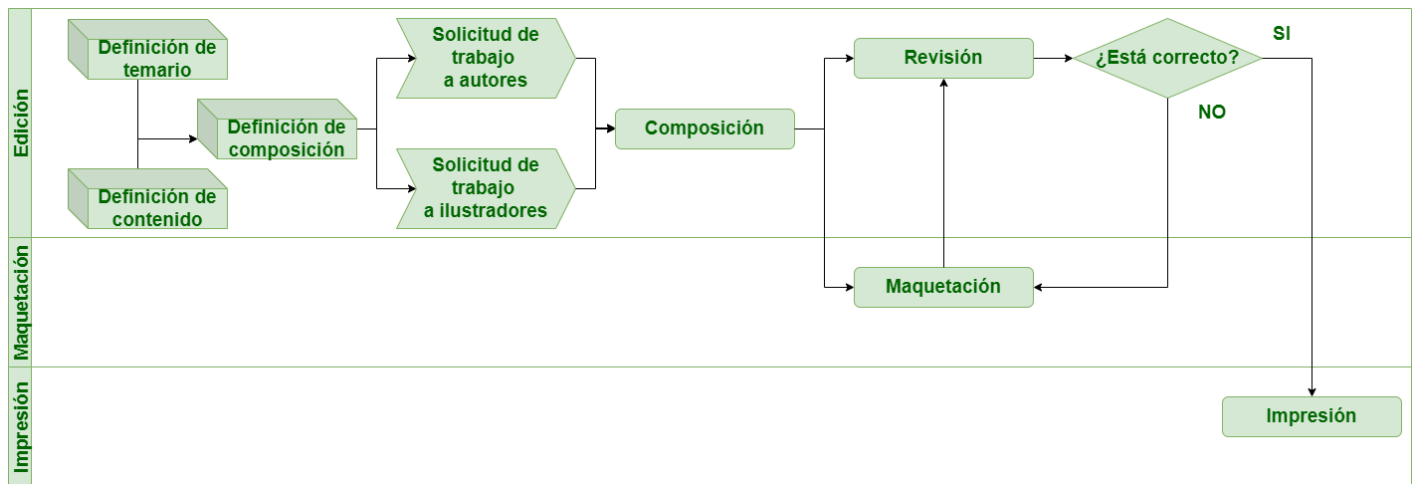 Edición
Definición de
temario
Definición de
contenido
Definición de
composición
Solicitud de
trabajo
a autores
Solicitud de
trabajo
a ilustradores
Composición
Revisión
¿Está correcto?
SI
NO
Maquetación
Maquetación
Impresión
Impresión